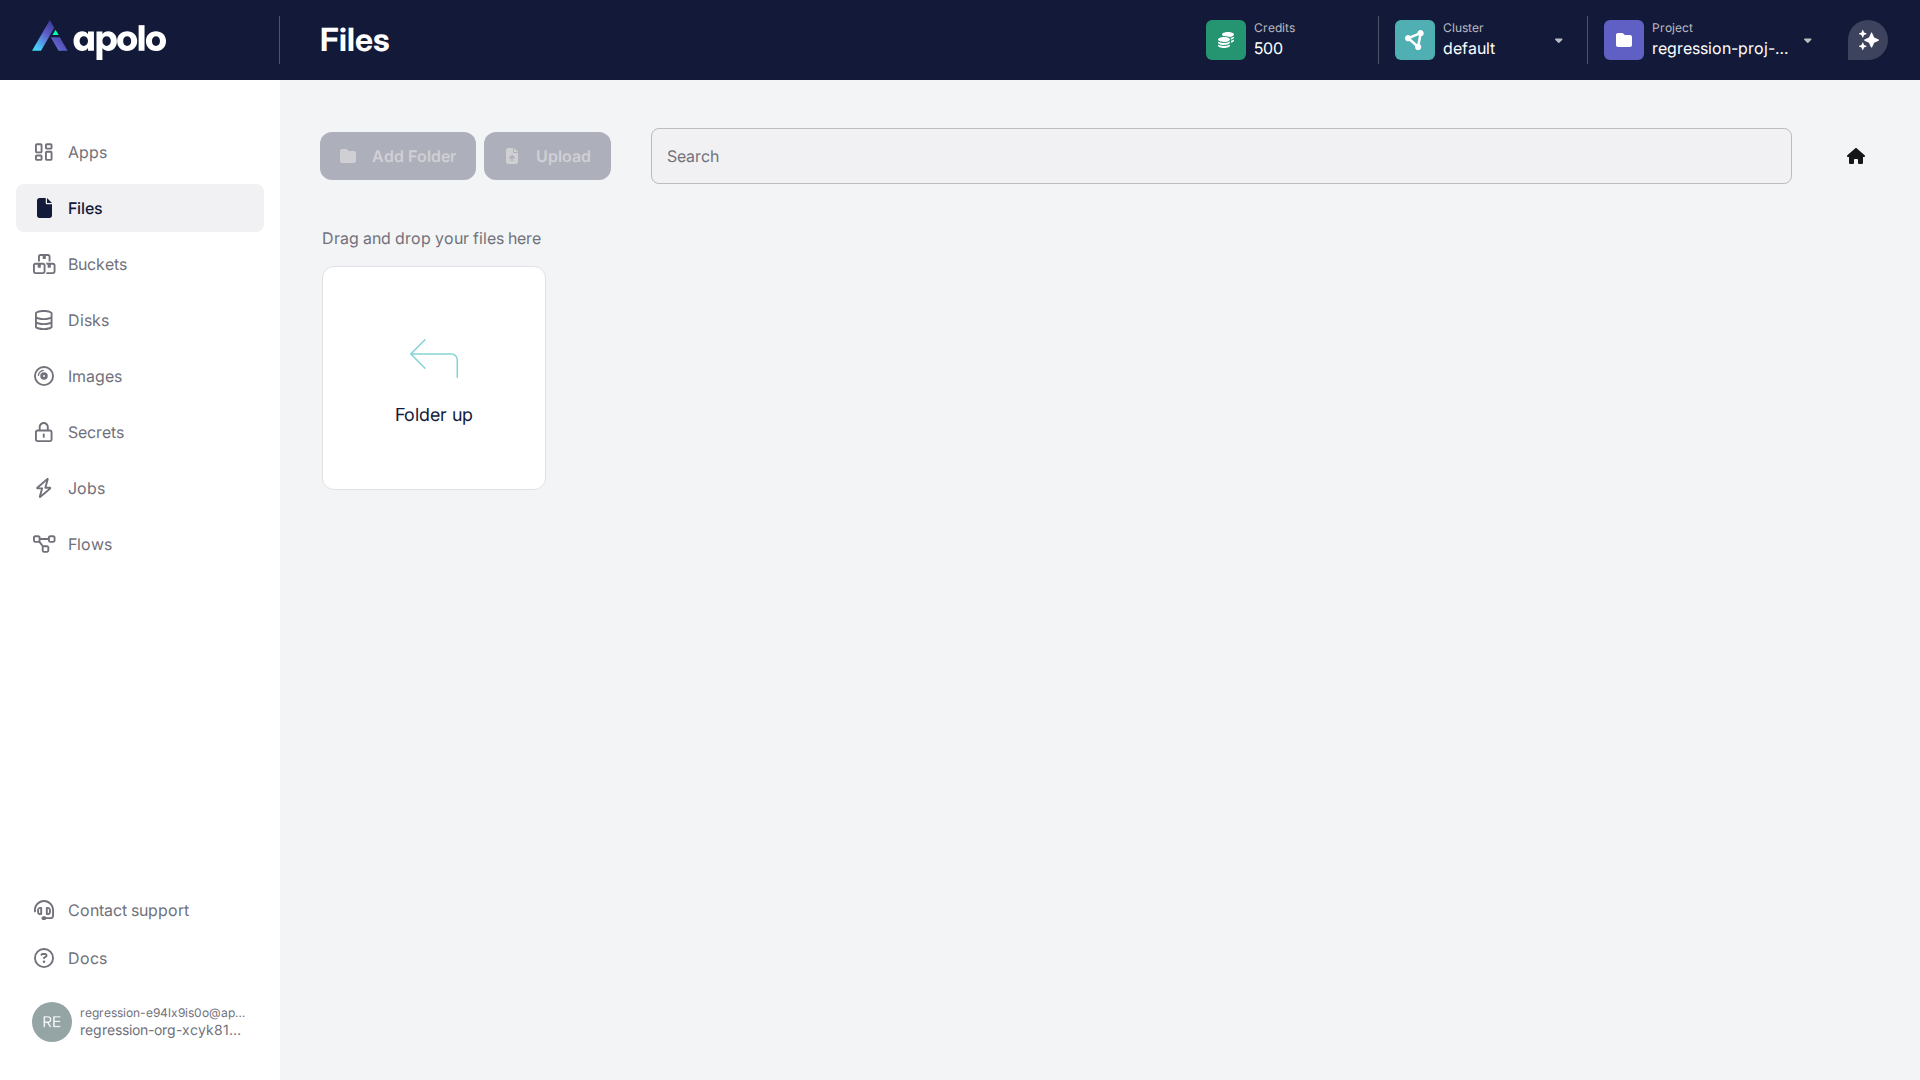 apolo
Files
Credits
500
Cluster
default
Project
regression-proj-...
Apps
Files
Buckets
Disks
Images
Secrets
Jobs
Flows
Add Folder
Upload
Search
Drag and drop your files here
Folder up
Contact support
Docs
RE
regression-e94lx9is0o@ap...
regression-org-xcyk81...